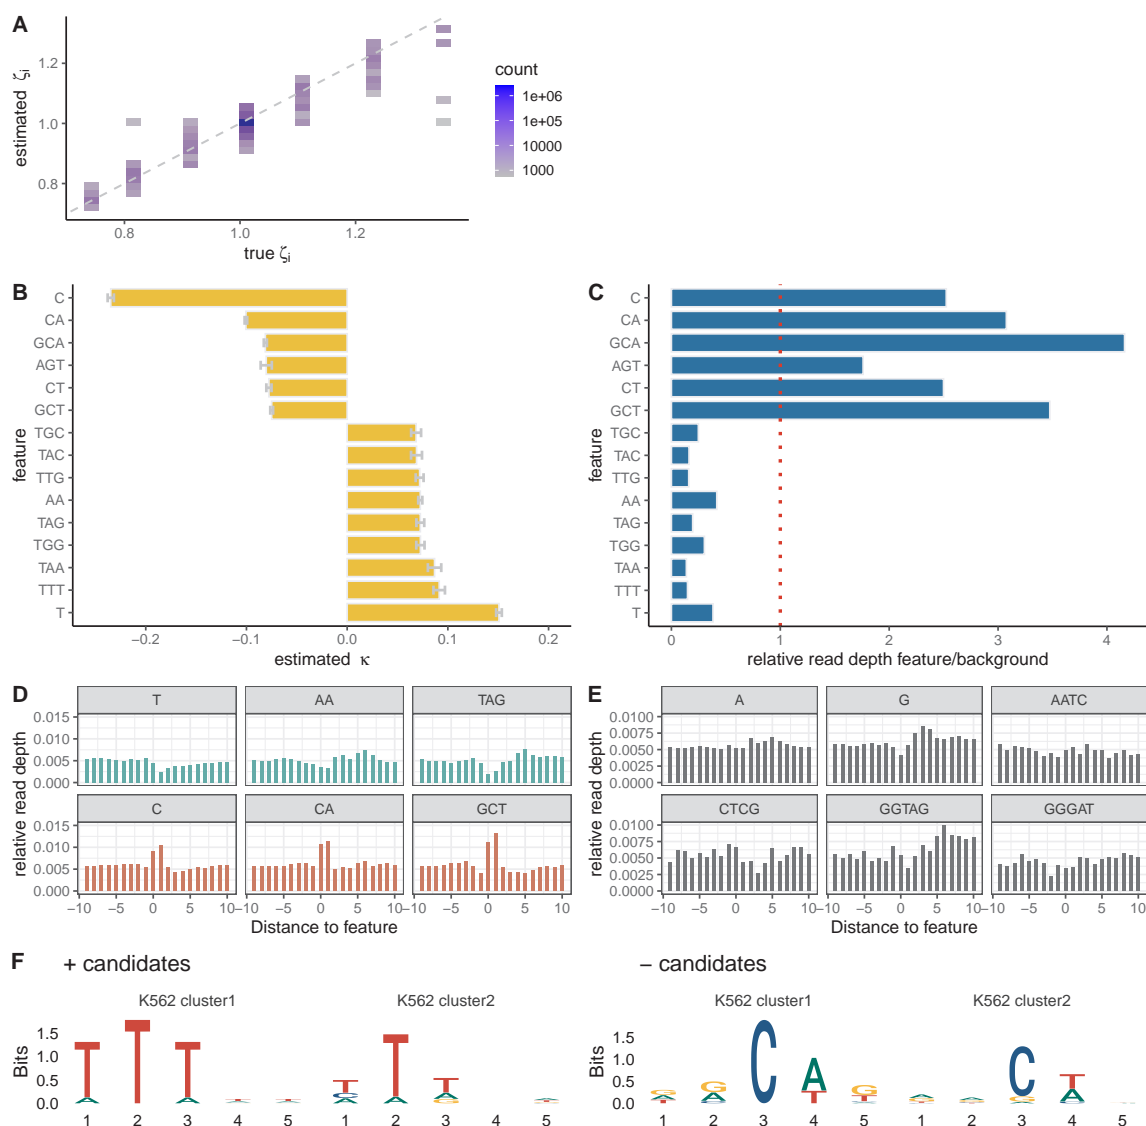 A
estimated ζi
1.2
1.0
0.8
0.8 1.0 1.2
true ζi
count
1e+06
1e+05
10000
1000
B
feature
C
CA
GCA
AGT
CT
GCT
TGC
TAC
TTG
AA
TAG
TGG
TAA
TTT
T
−0.2 −0.1 0.0 0.1 0.2
estimated κ
C
feature
C
CA
GCA
AGT
CT
GCT
TGC
TAC
TTG
AA
TAG
TGG
TAA
TTT
T
0 1 2 3 4
relative read depth feature/background
D
relative read depth
T AA TAG
0.015
0.010
0.005
0.000
C CA GCT
0.015
0.010
0.005
0.000
−10 −5 0 5 10 −10 −5 0 5 10 −10 −5 0 5 10
Distance to feature
E
relative read depth
A G AATC
0.0100
0.0075
0.0050
0.0025
0.0000
CTCG GGTAG GGGAT
0.0100
0.0075
0.0050
0.0025
0.0000
−10 −5 0 5 10 −10 −5 0 5 10 −10 −5 0 5 10
Distance to feature
F
+ candidates
K562 cluster1 K562 cluster2
Bits
1.5
1.0
0.5
0.0
1 2 3 4 5 1 2 3 4 5
− candidates
K562 cluster1 K562 cluster2
Bits
1.5
1.0
0.5
0.0
1 2 3 4 5 1 2 3 4 5